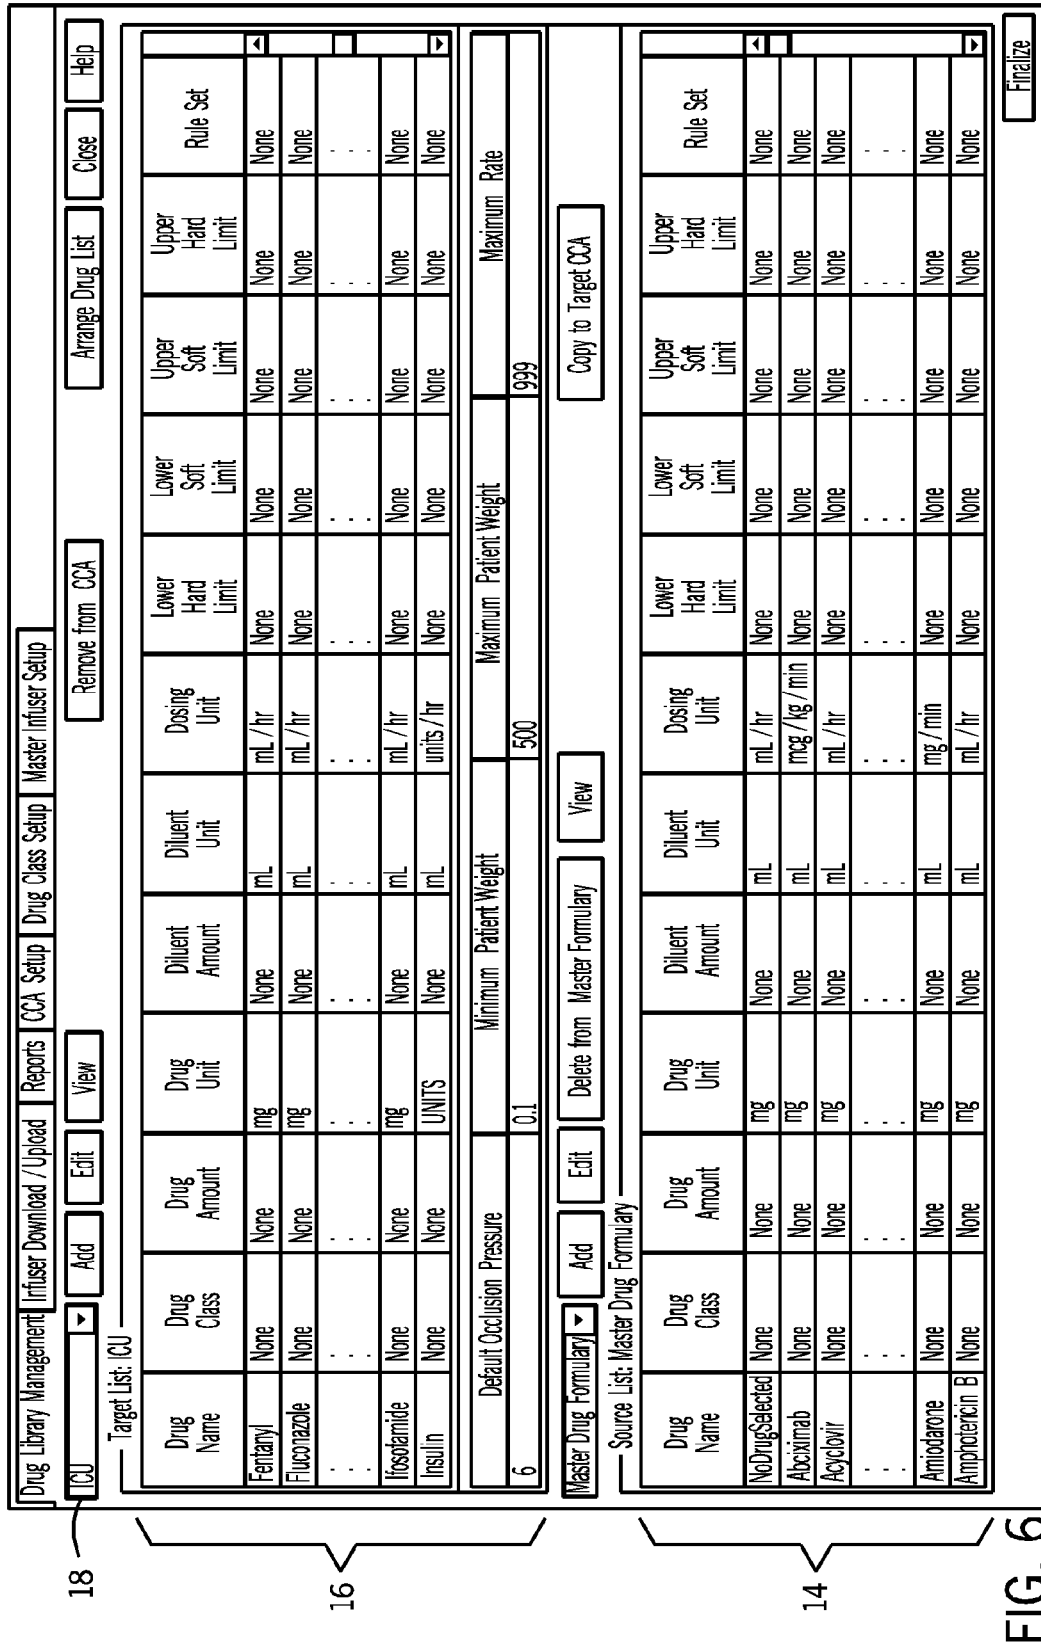 Drug Library Management Infuser Download / Upload Reports CCA Setup Drug Class Setup Master Infuser Setup
18 ICU Add Edit View Remove from CCA Arrange Drug List Close Help
Target List: ICU
Drug Name Drug Class Drug Amount Drug Unit Diluent Amount Diluent Unit Dosing Unit Lower Hard Limit Lower Soft Limit Upper Soft Limit Upper Hard Limit Rule Set
Fentanyl None None mg None mL mL / hr None None None None None
Fluconazole None None mg None mL mL / hr None None None None None
. . . . . . . . . . . . . . . . . . . . . . . . . . . . . . . . . . . .
Ifosofamide None None mg None mL mL / hr None None None None None
Insulin None None UNITS None mL units / hr None None None None None
16
Default Occlusion Pressure Minimum Patient Weight Maximum Patient Weight Maximum Rate
6 0.1 500 999
Master Drug Formulary Add Edit Delete from Master Formulary View Copy to Target CCA
Source List: Master Drug Formulary
Drug Name Drug Class Drug Amount Drug Unit Diluent Amount Diluent Unit Dosing Unit Lower Hard Limit Lower Soft Limit Upper Soft Limit Upper Hard Limit Rule Set
NoDrugSelected None None mg None mL mL / hr None None None None None
Abciximab None None mg None mL mcg / kg / min None None None None None
Acyclovir None None mg None mL mL / hr None None None None None
. . . . . . . . . . . . . . . . . . . . . . . . . . . . . . . . . . . .
Amiodarone None None mg None mL mg / min None None None None None
Amphotericin B None None mg None mL mL / hr None None None None None
14
Finalize
FIG. 6